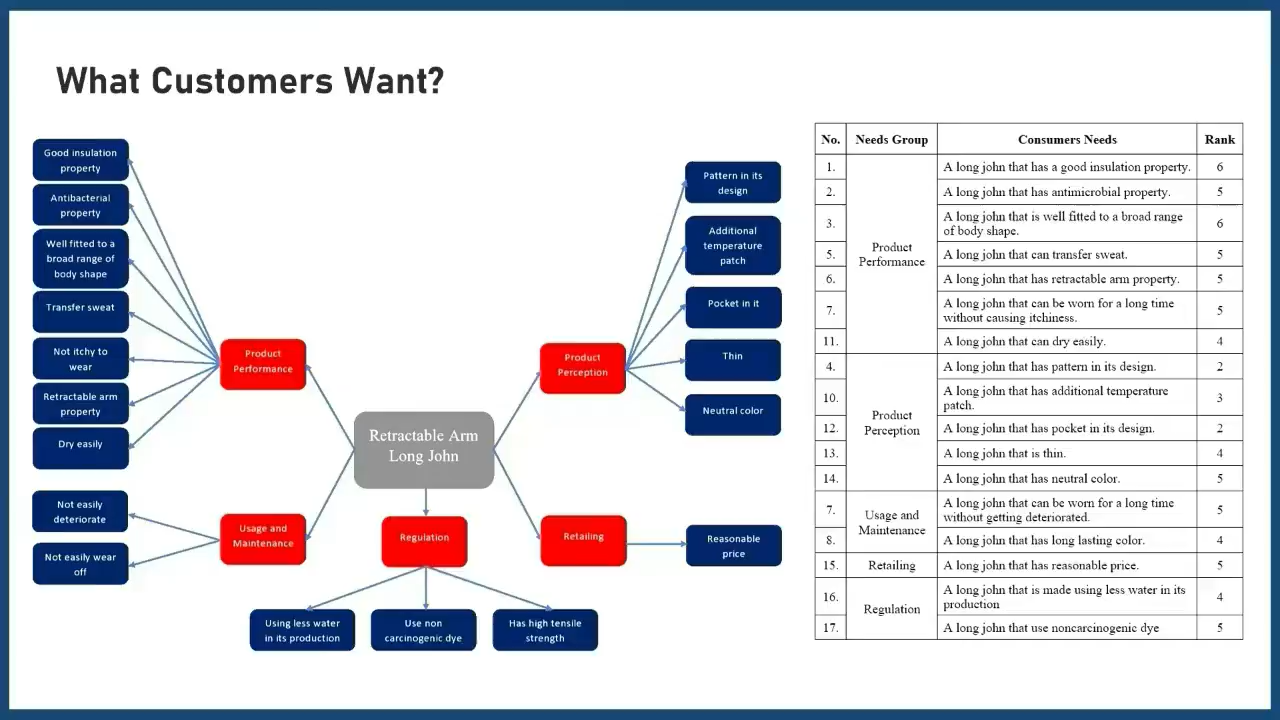 What Customers Want?
Good insulation
property
Antibacterial
property
Well fitted to a
broad range of
body shape
Transfer sweat
Not itchy to
wear
Retractable arm
property
Dry easily
Not easily
deteriorate
Not easily wear
off
Product
Performance
Usage and
Maintenance
Retractable Arm
Long John
Regulation
Using less water
in its production
Use non
carcinogenic dye
Has high tensile
strength
Product
Perception
Retailing
Pattern in its
design
Additional
temperature
patch
Pocket in it
Thin
Neutral color
Reasonable
price
No. Needs Group Consumers Needs Rank
Product
Performance
1. A long john that has a good insulation property. 6
2. A long john that has antimicrobial property. 5
3. A long john that is well fitted to a broad range
of body shape. 6
5. A long john that can transfer sweat. 5
6. A long john that has retractable arm property. 5
7. A long john that can be worn for a long time
without causing itchiness. 5
11. A long john that can dry easily. 4
Product
Perception
4. A long john that has pattern in its design. 2
10. A long john that has additional temperature
patch. 3
12. A long john that has pocket in its design. 2
13. A long john that is thin. 4
14. A long john that has neutral color. 5
Usage and
Maintenance
7. A long john that can be worn for a long time
without getting deteriorated. 5
8. A long john that has long lasting color. 4
15. Retailing A long john that has reasonable price. 5
Regulation
16. A long john that is made using less water in its
production 4
17. A long john that use noncarcinogenic dye 5